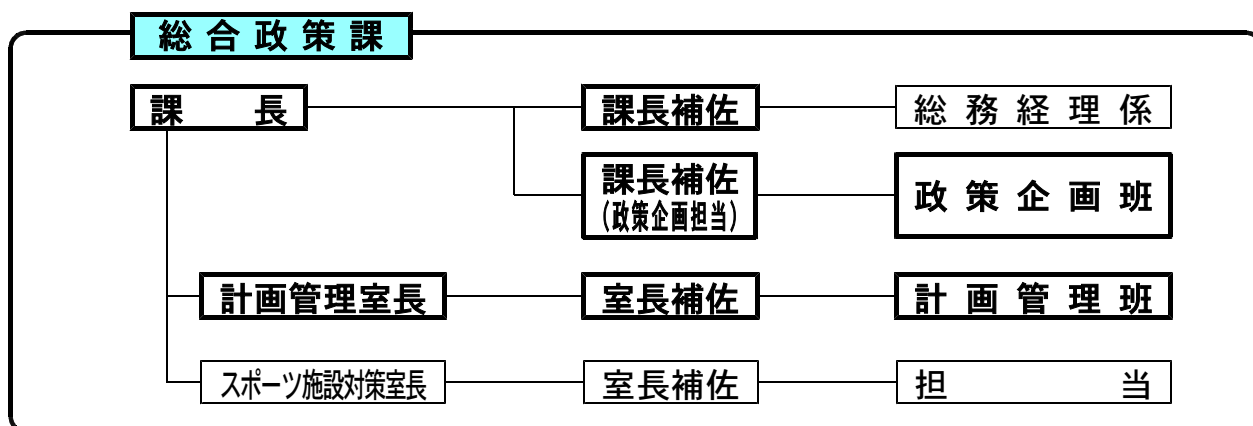 総合政策課
課長
課長補佐
総務経理係
課長補佐
(政策企画担当)
政策企画班
計画管理室長
室長補佐
計画管理班
スポーツ施設対策室長
室長補佐
担当